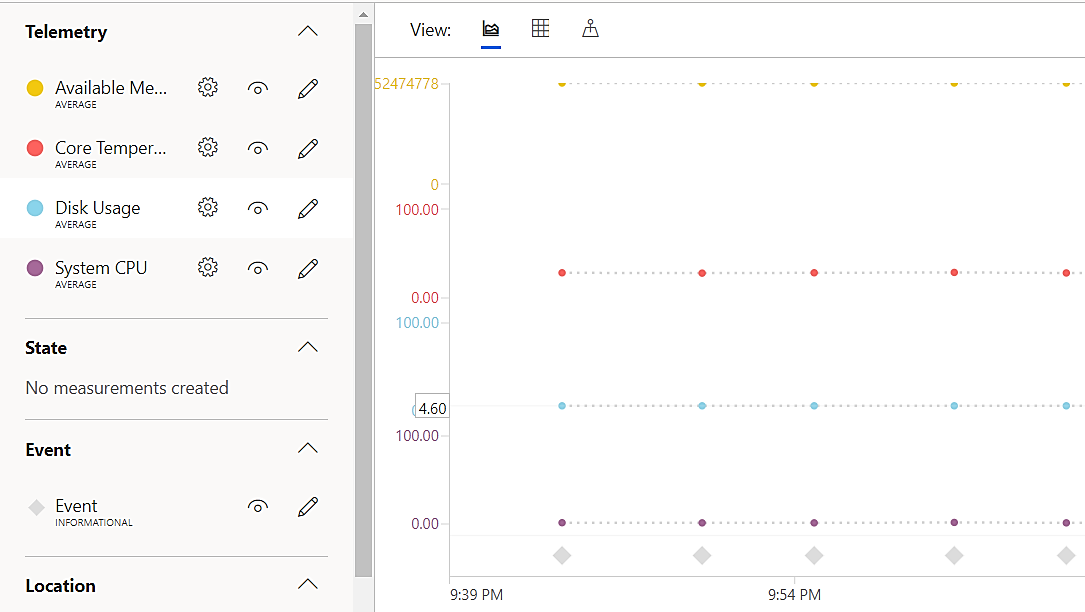 Telemetry
Available Me...
AVERAGE
Core Temper...
AVERAGE
Disk Usage
AVERAGE
System CPU
AVERAGE
State
No measurements created
Event
Event
INFORMATIONAL
Location
View:
52474778
0
100.00
0.00
100.00
4.60
100.00
0.00
9:39 PM
9:54 PM